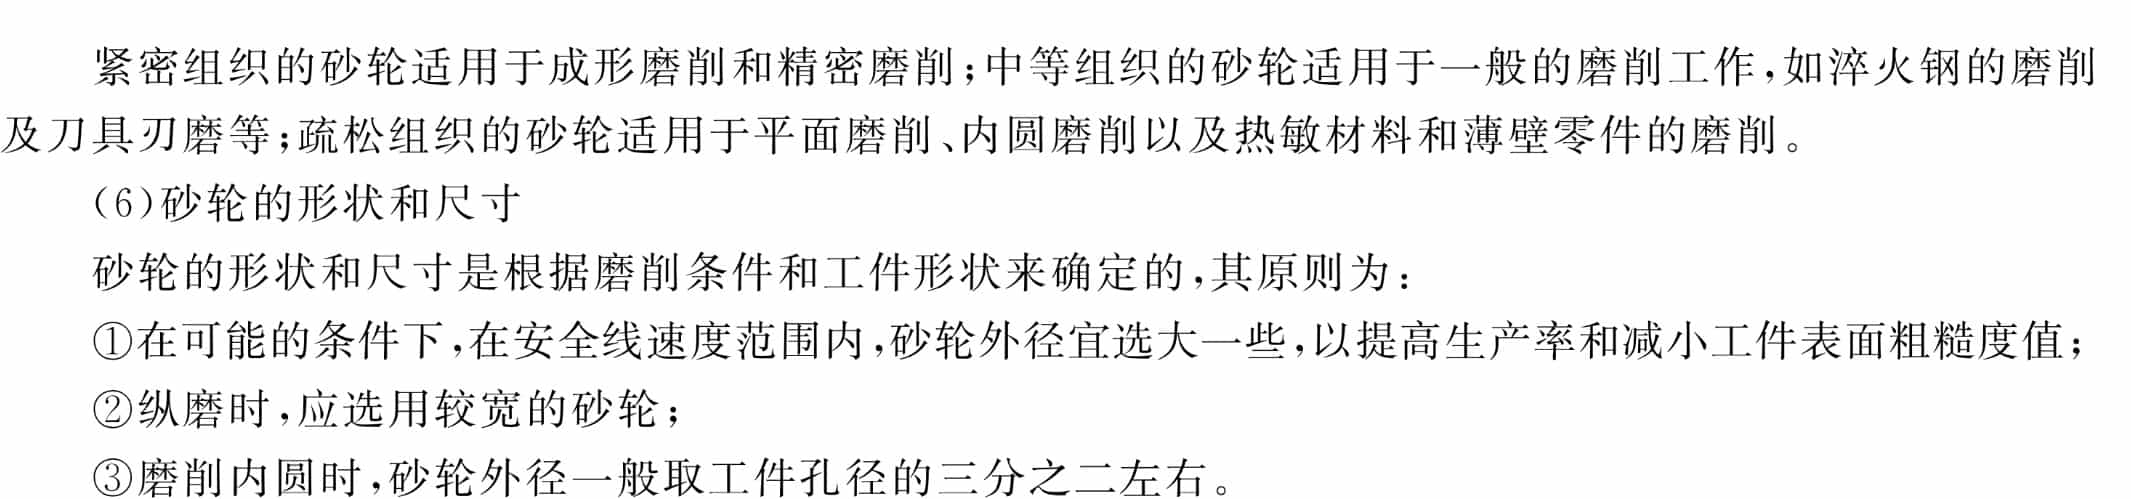 紧密组织的砂轮适用于成形磨削和精密磨削;中等组织的砂轮适用于一般的磨削工作,如淬火钢的磨削
及刀具刃磨等;疏松组织的砂轮适用于平面磨削、内圆磨削以及热敏材料和薄壁零件的磨削。
(6)砂轮的形状和尺寸
砂轮的形状和尺寸是根据磨削条件和工件形状来确定的,其原则为:
①在可能的条件下,在安全线速度范围内,砂轮外径宜选大一些,以提高生产率和减小工件表面粗糙度值;
②纵磨时,应选用较宽的砂轮;
③磨削内圆时,砂轮外径一般取工件孔径的三分之二左右。